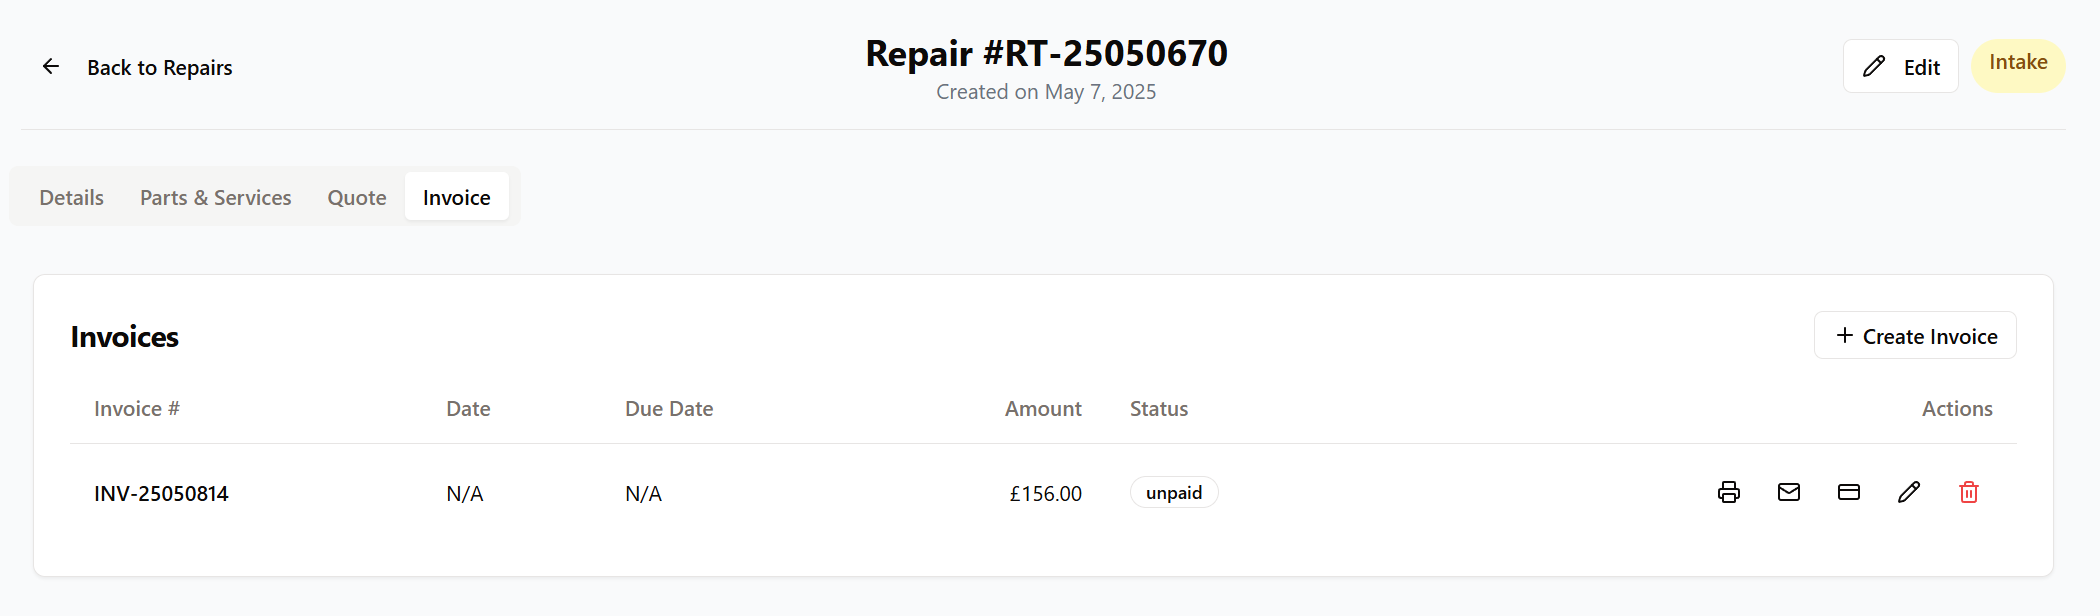 Back to Repairs
Repair #RT-25050670
Created on May 7, 2025
Edit
Intake
Details
Parts & Services
Quote
Invoice
Invoices
Create Invoice
Invoice # Date Due Date Amount Status Actions
INV-25050814 N/A N/A £156.00 unpaid